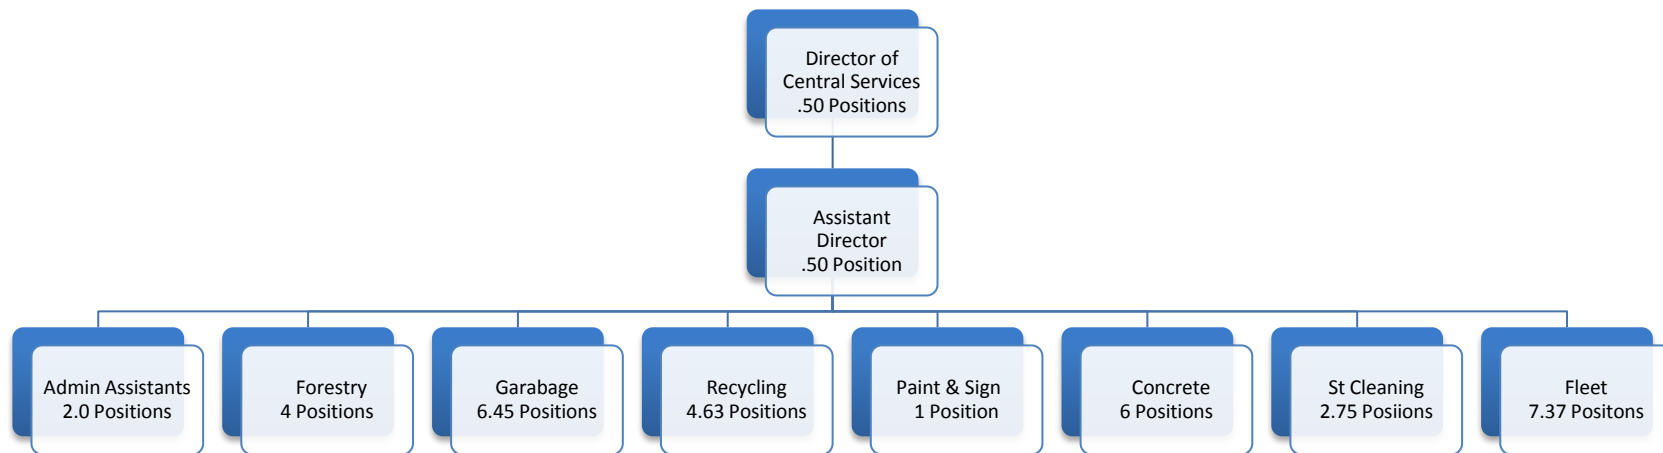 Director of
Central Services
.50 Positions
Assistant
Director
.50 Position
Admin Assistants
2.0 Positions
Forestry
4 Positions
Garabage
6.45 Positions
Recycling
4.63 Positions
Paint & Sign
1 Position
Concrete
6 Positions
St Cleaning
2.75 Posiions
Fleet
7.37 Positons